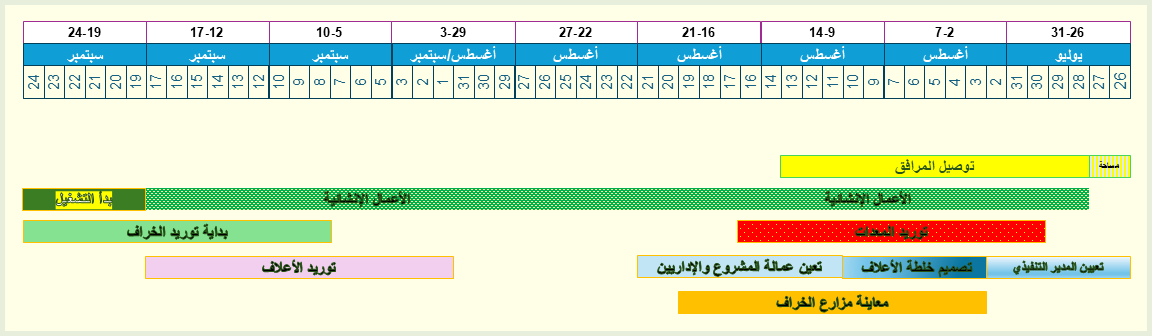 31-26 7-2 14-9 21-16 27-22 3-29 10-5 17-12 24-19
يوليو أغسطس أغسطس أغسطس أغسطس أغسطس/سبتمبر سبتمبر سبتمبر سبتمبر
26 27 28 29 30 31 2 3 4 5 6 7 9 10 11 12 13 14 16 17 18 19 20 21 22 23 24 25 26 27 29 30 31 1 2 3 5 6 7 8 9 10 12 13 14 15 16 17 19 20 21 22 23 24
مساحة توصيل المرافق
الأعمال الإنشائية الأعمال الإنشائية بدأ التشغيل
توريد المعدات بداية توريد الخراف
تعيين المدير التنفيذي تصميم خلطة الأعلاف تعين عمالة المشروع والإداريين توريد الأعلاف
معاينة مزارع الخراف